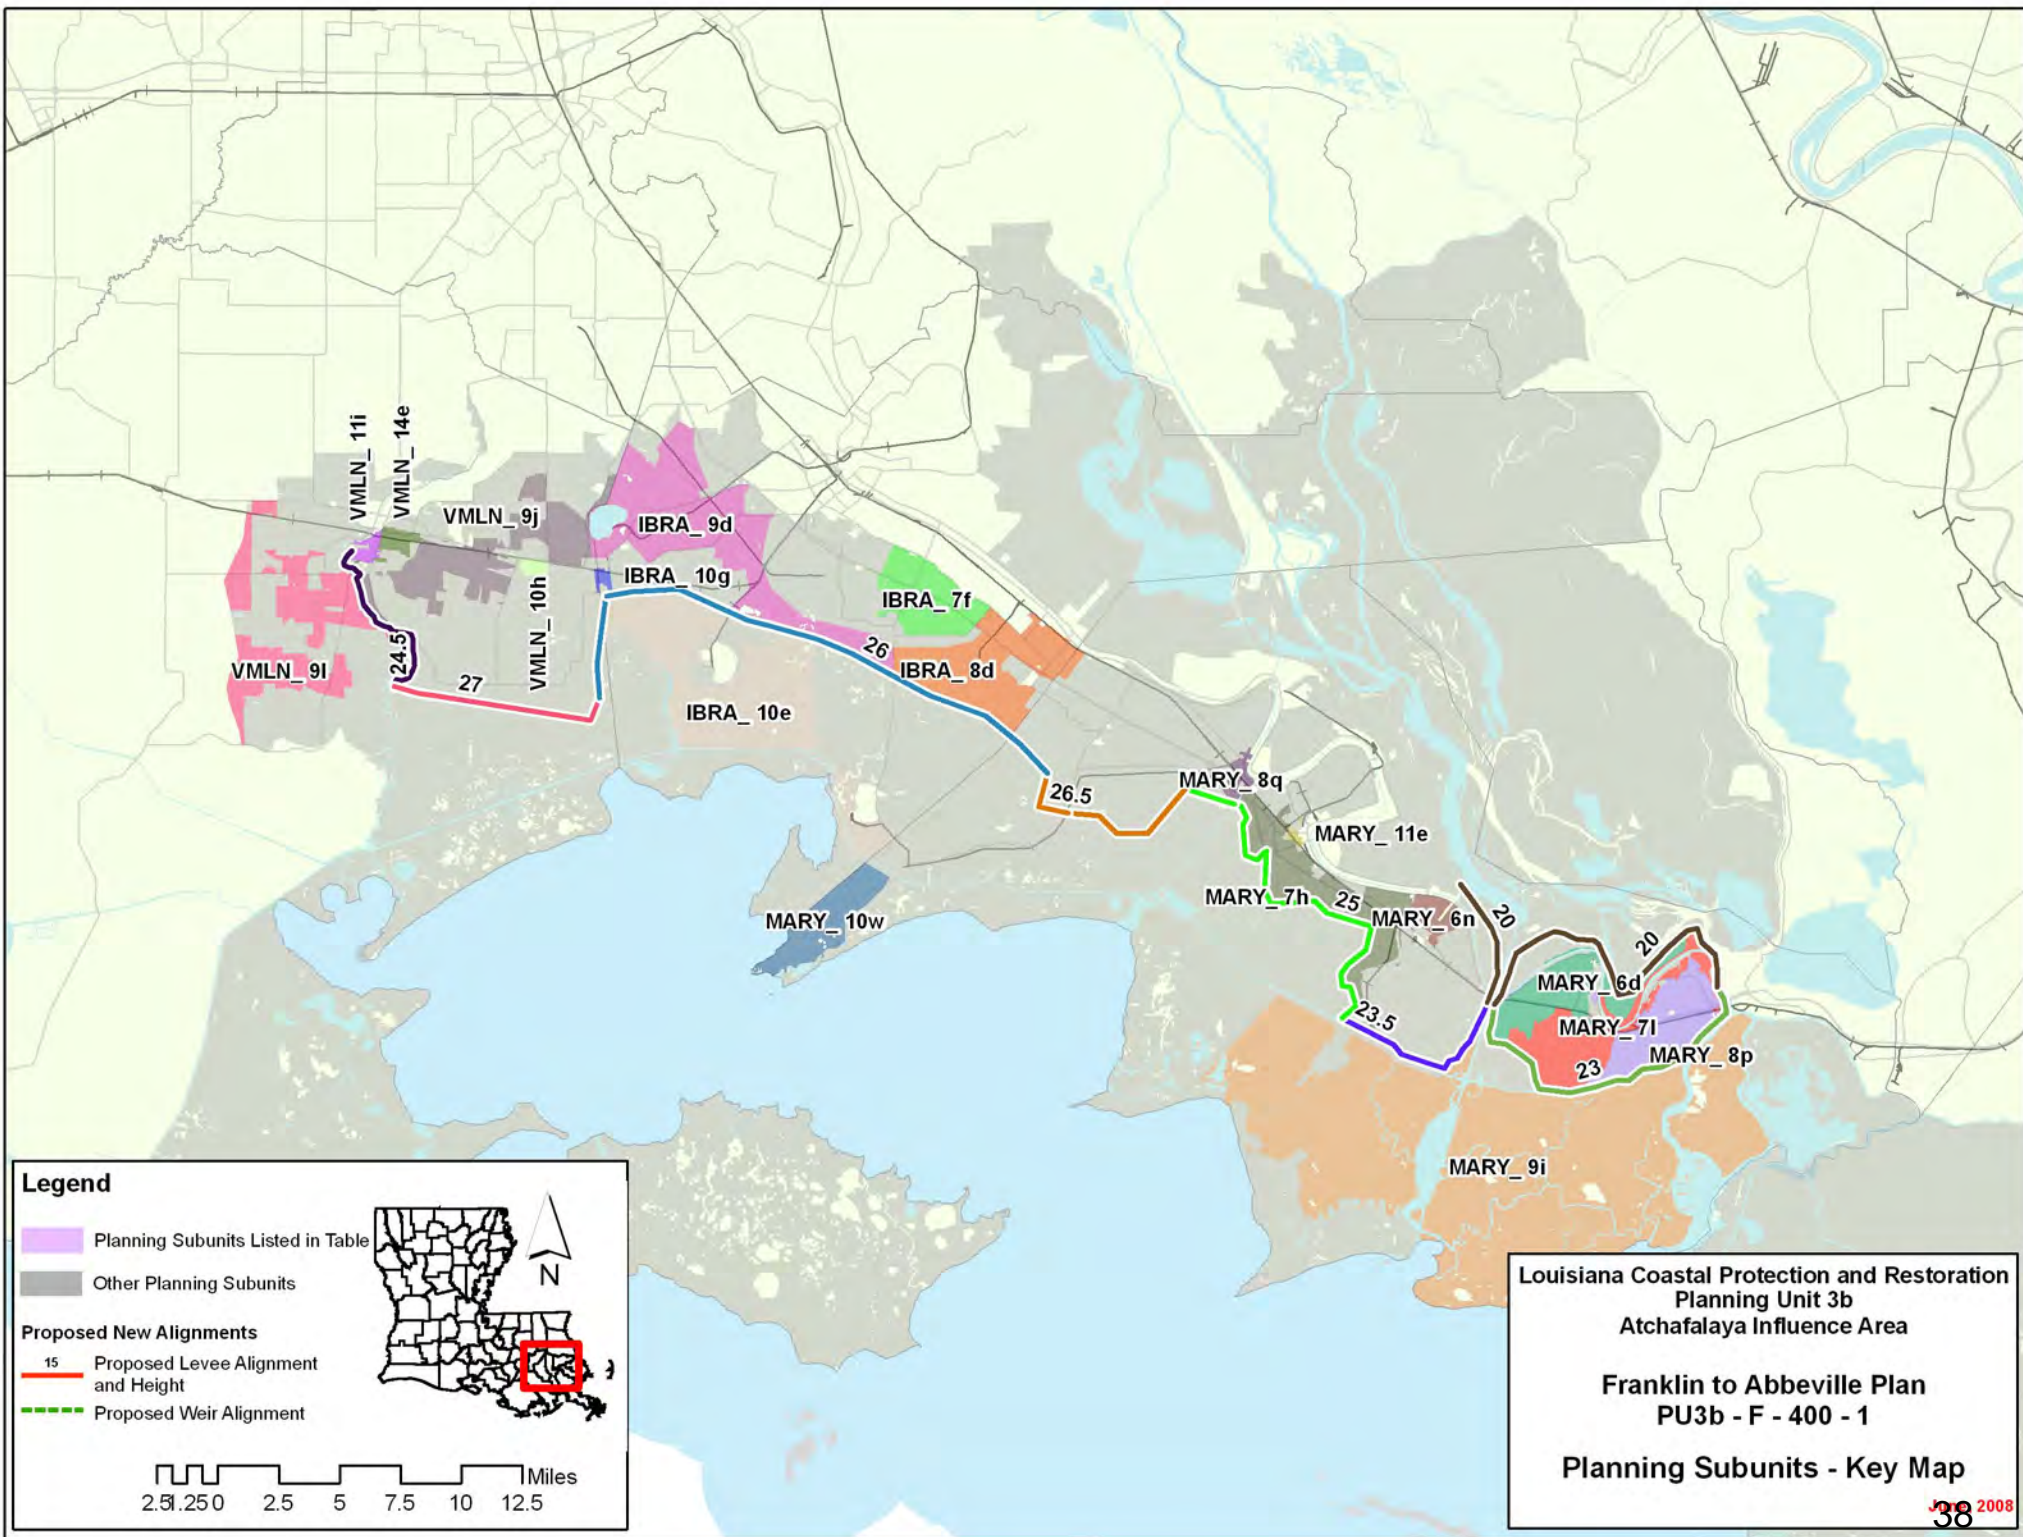 VMLN_ 11i
VMLN_ 14e
VMLN_ 9j
IBRA_ 9d
IBRA_ 10g
VMLN_ 10h
IBRA_ 7f
24.5
VMLN_ 9l
27
26
IBRA_ 8d
IBRA_ 10e
MARY_ 8q
26.5
MARY_ 11e
MARY_ 7h
25
MARY_ 10w
MARY_ 6n
20
20
MARY_ 6d
23.5
MARY_ 7l
MARY_ 8p
23
MARY_ 9i
Legend
Planning Subunits Listed in Table
Other Planning Subunits
Proposed New Alignments
15
Proposed Levee Alignment
and Height
Proposed Weir Alignment
N
Miles
2.5 1.25 0 2.5 5 7.5 10 12.5
Louisiana Coastal Protection and Restoration
Planning Unit 3b
Atchafalaya Influence Area
Franklin to Abbeville Plan
PU3b - F - 400 - 1
Planning Subunits - Key Map
June, 2008
38